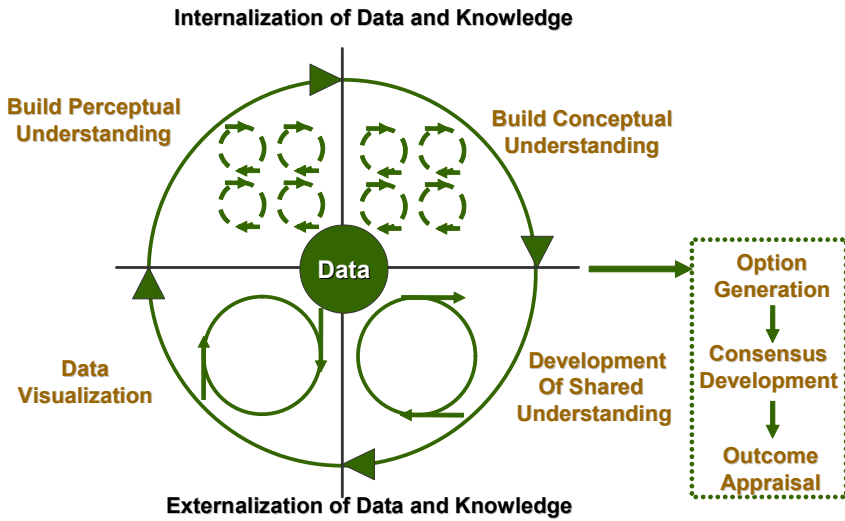 Internalization of Data and Knowledge
Build Perceptual
Understanding
Build Conceptual
Understanding
Data
Option
Generation
Consensus
Development
Outcome
Appraisal
Data
Visualization
Development
Of Shared
Understanding
Externalization of Data and Knowledge